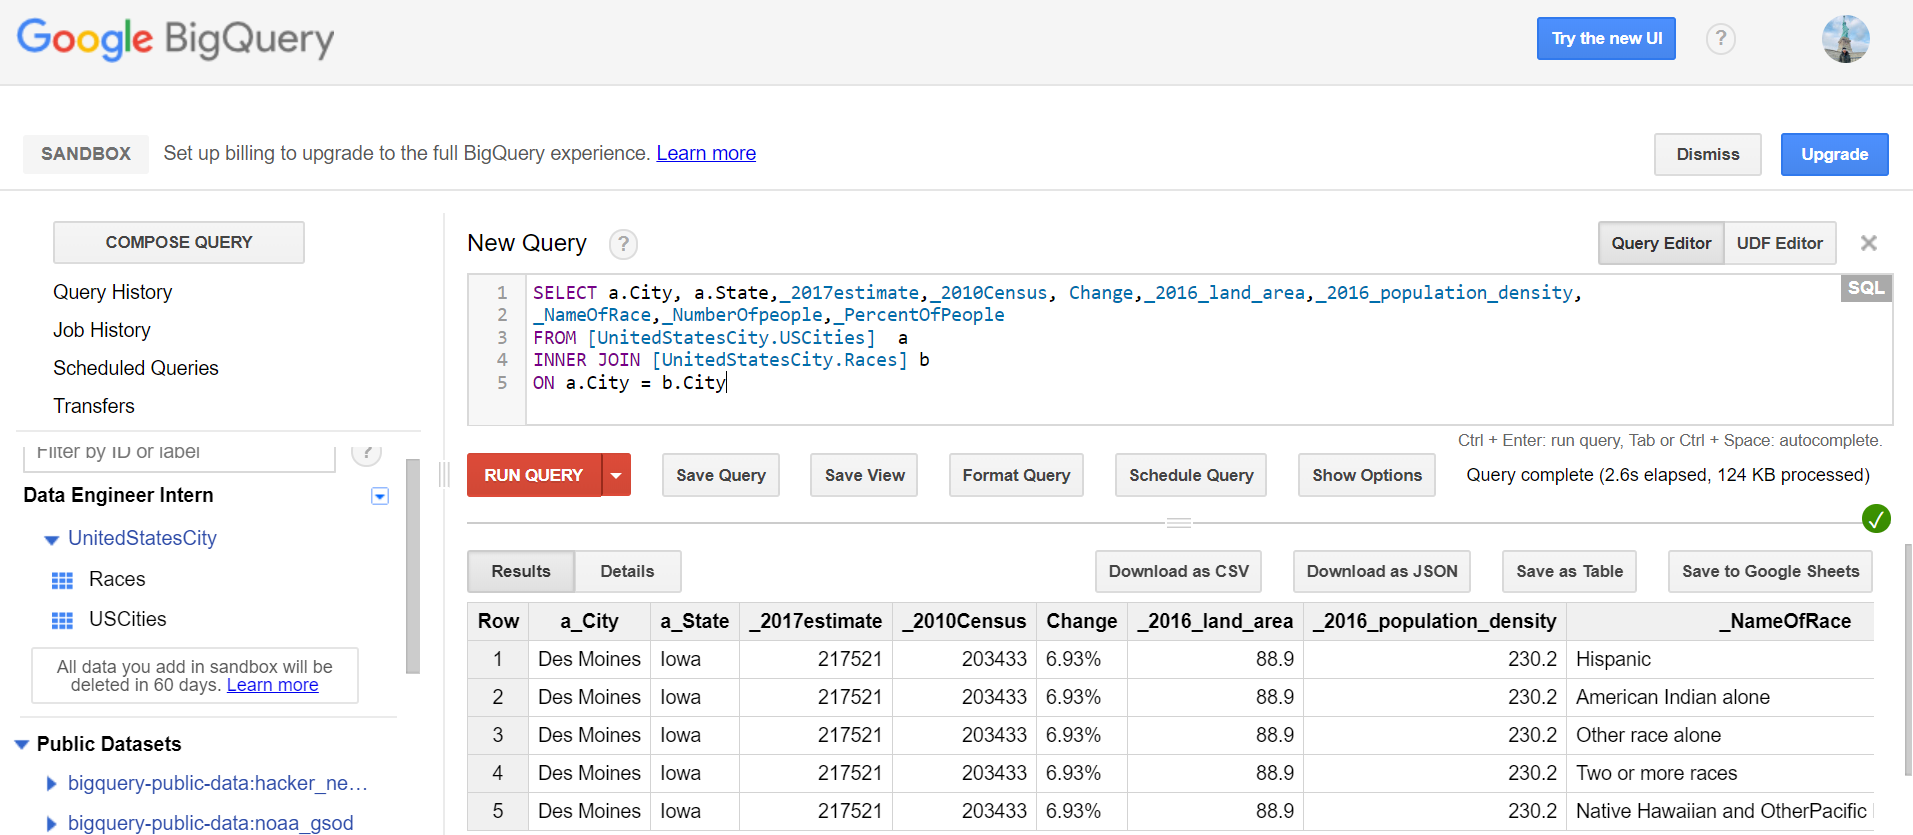 Google BigQuery
Try the new UI
?
SANDBOX
Set up billing to upgrade to the full BigQuery experience. Learn more
Dismiss
Upgrade
COMPOSE QUERY
Query History
Job History
Scheduled Queries
Transfers
Filter by ID or label
?
Data Engineer Intern
UnitedStatesCity
Races
USCities
All data you add in sandbox will be
deleted in 60 days. Learn more
Public Datasets
bigquery-public-data:hacker_ne…
bigquery-public-data:noaa_gsod
New Query ?
Query Editor UDF Editor
SQL
1 SELECT a.City, a.State,_2017estimate,_2010Census, Change,_2016_land_area,_2016_population_density,
2 _NameOfRace,_NumberOfpeople,_PercentOfPeople
3 FROM [UnitedStatesCity.USCities]  a
4 INNER JOIN [UnitedStatesCity.Races] b
5 ON a.City = b.City
Ctrl + Enter: run query, Tab or Ctrl + Space: autocomplete.
RUN QUERY Save Query Save View Format Query Schedule Query Show Options Query complete (2.6s elapsed, 124 KB processed)
Results Details Download as CSV Download as JSON Save as Table Save to Google Sheets
Row a_City a_State _2017estimate _2010Census Change _2016_land_area _2016_population_density _NameOfRace
1 Des Moines Iowa 217521 203433 6.93% 88.9 230.2 Hispanic
2 Des Moines Iowa 217521 203433 6.93% 88.9 230.2 American Indian alone
3 Des Moines Iowa 217521 203433 6.93% 88.9 230.2 Other race alone
4 Des Moines Iowa 217521 203433 6.93% 88.9 230.2 Two or more races
5 Des Moines Iowa 217521 203433 6.93% 88.9 230.2 Native Hawaiian and OtherPacific